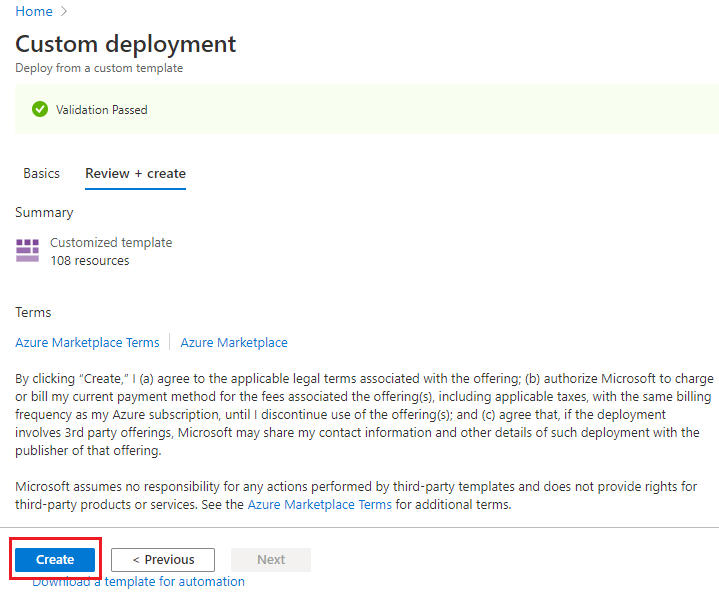 Home >
Custom deployment
Deploy from a custom template
Validation Passed
Basics Review + create
Summary
Customized template
108 resources
Terms
Azure Marketplace Terms | Azure Marketplace
By clicking “Create,” I (a) agree to the applicable legal terms associated with the offering; (b) authorize Microsoft to charge
or bill my current payment method for the fees associated the offering(s), including applicable taxes, with the same billing
frequency as my Azure subscription, until I discontinue use of the offering(s); and (c) agree that, if the deployment
involves 3rd party offerings, Microsoft may share my contact information and other details of such deployment with the
publisher of that offering.
Microsoft assumes no responsibility for any actions performed by third-party templates and does not provide rights for
third-party products or services. See the Azure Marketplace Terms for additional terms.
Create < Previous Next
Download a template for automation